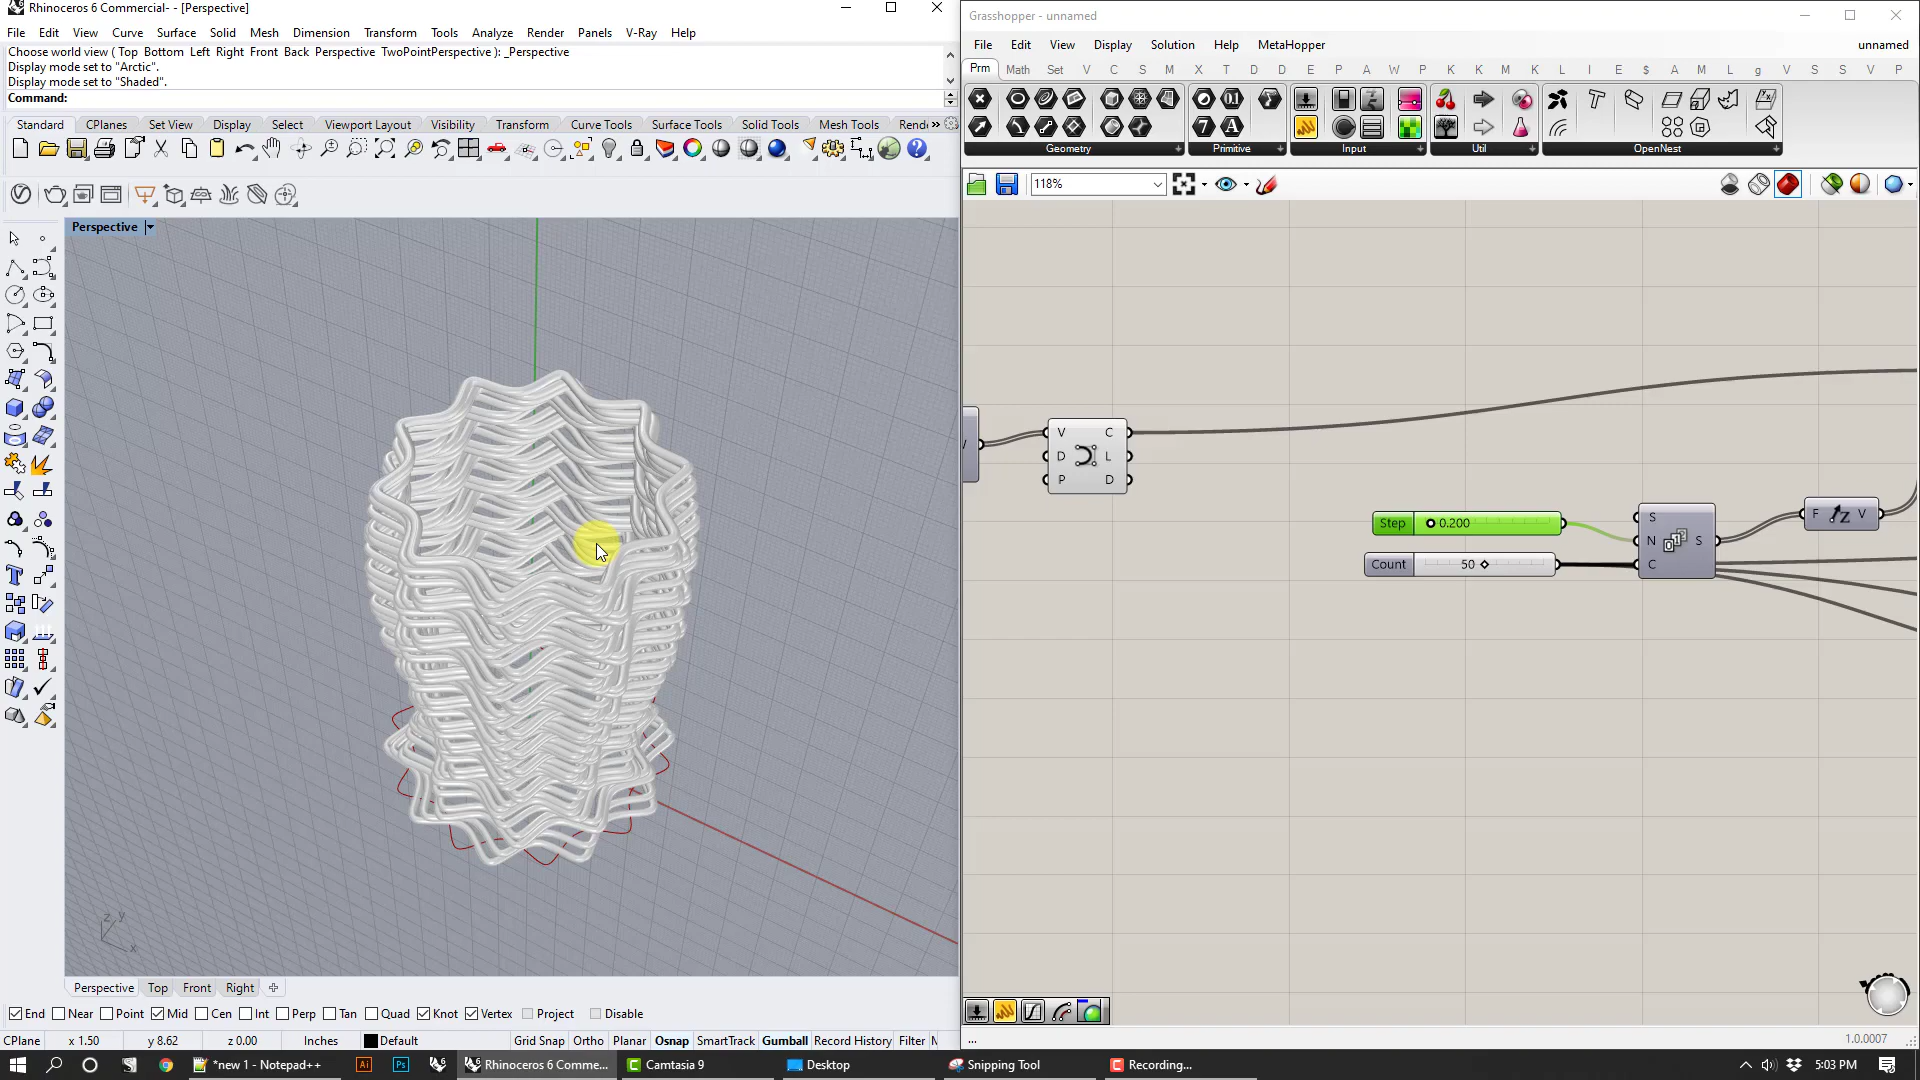 Rhinoceros 6 Commercial- - [Perspective]
File Edit View Curve Surface Solid Mesh Dimension Transform Tools Analyze Render Panels V-Ray Help
Choose world view ( Top Bottom Left Right Front Back Perspective TwoPointPerspective ): _Perspective
Display mode set to "Arctic".
Display mode set to "Shaded".
Command:
Standard CPlanes Set View Display Select Viewport Layout Visibility Transform Curve Tools Surface Tools Solid Tools Mesh Tools Rende »
Perspective
z y
x
Perspective Top Front Right
End Near Point Mid Cen Int Perp Tan Quad Knot Vertex Project Disable
CPlane x 1.50 y 8.62 z 0.00 Inches Default Grid Snap Ortho Planar Osnap SmartTrack Gumball Record History Filter M
Grasshopper - unnamed
File Edit View Display Solution Help MetaHopper unnamed
Prm Math Set V C S M X T D D E P A W P K K M K L I E $ A M L g V S S V P
Geometry Primitive Input Util OpenNest
118%
V C
D L
P D
Step 0.200
Count 50
S
N S
C
F V
...
1.0.0007
*new 1 - Notepad++ Ai Ps Rhinoceros 6 Comme... Camtasia 9 Desktop Snipping Tool Recording... 5:03 PM